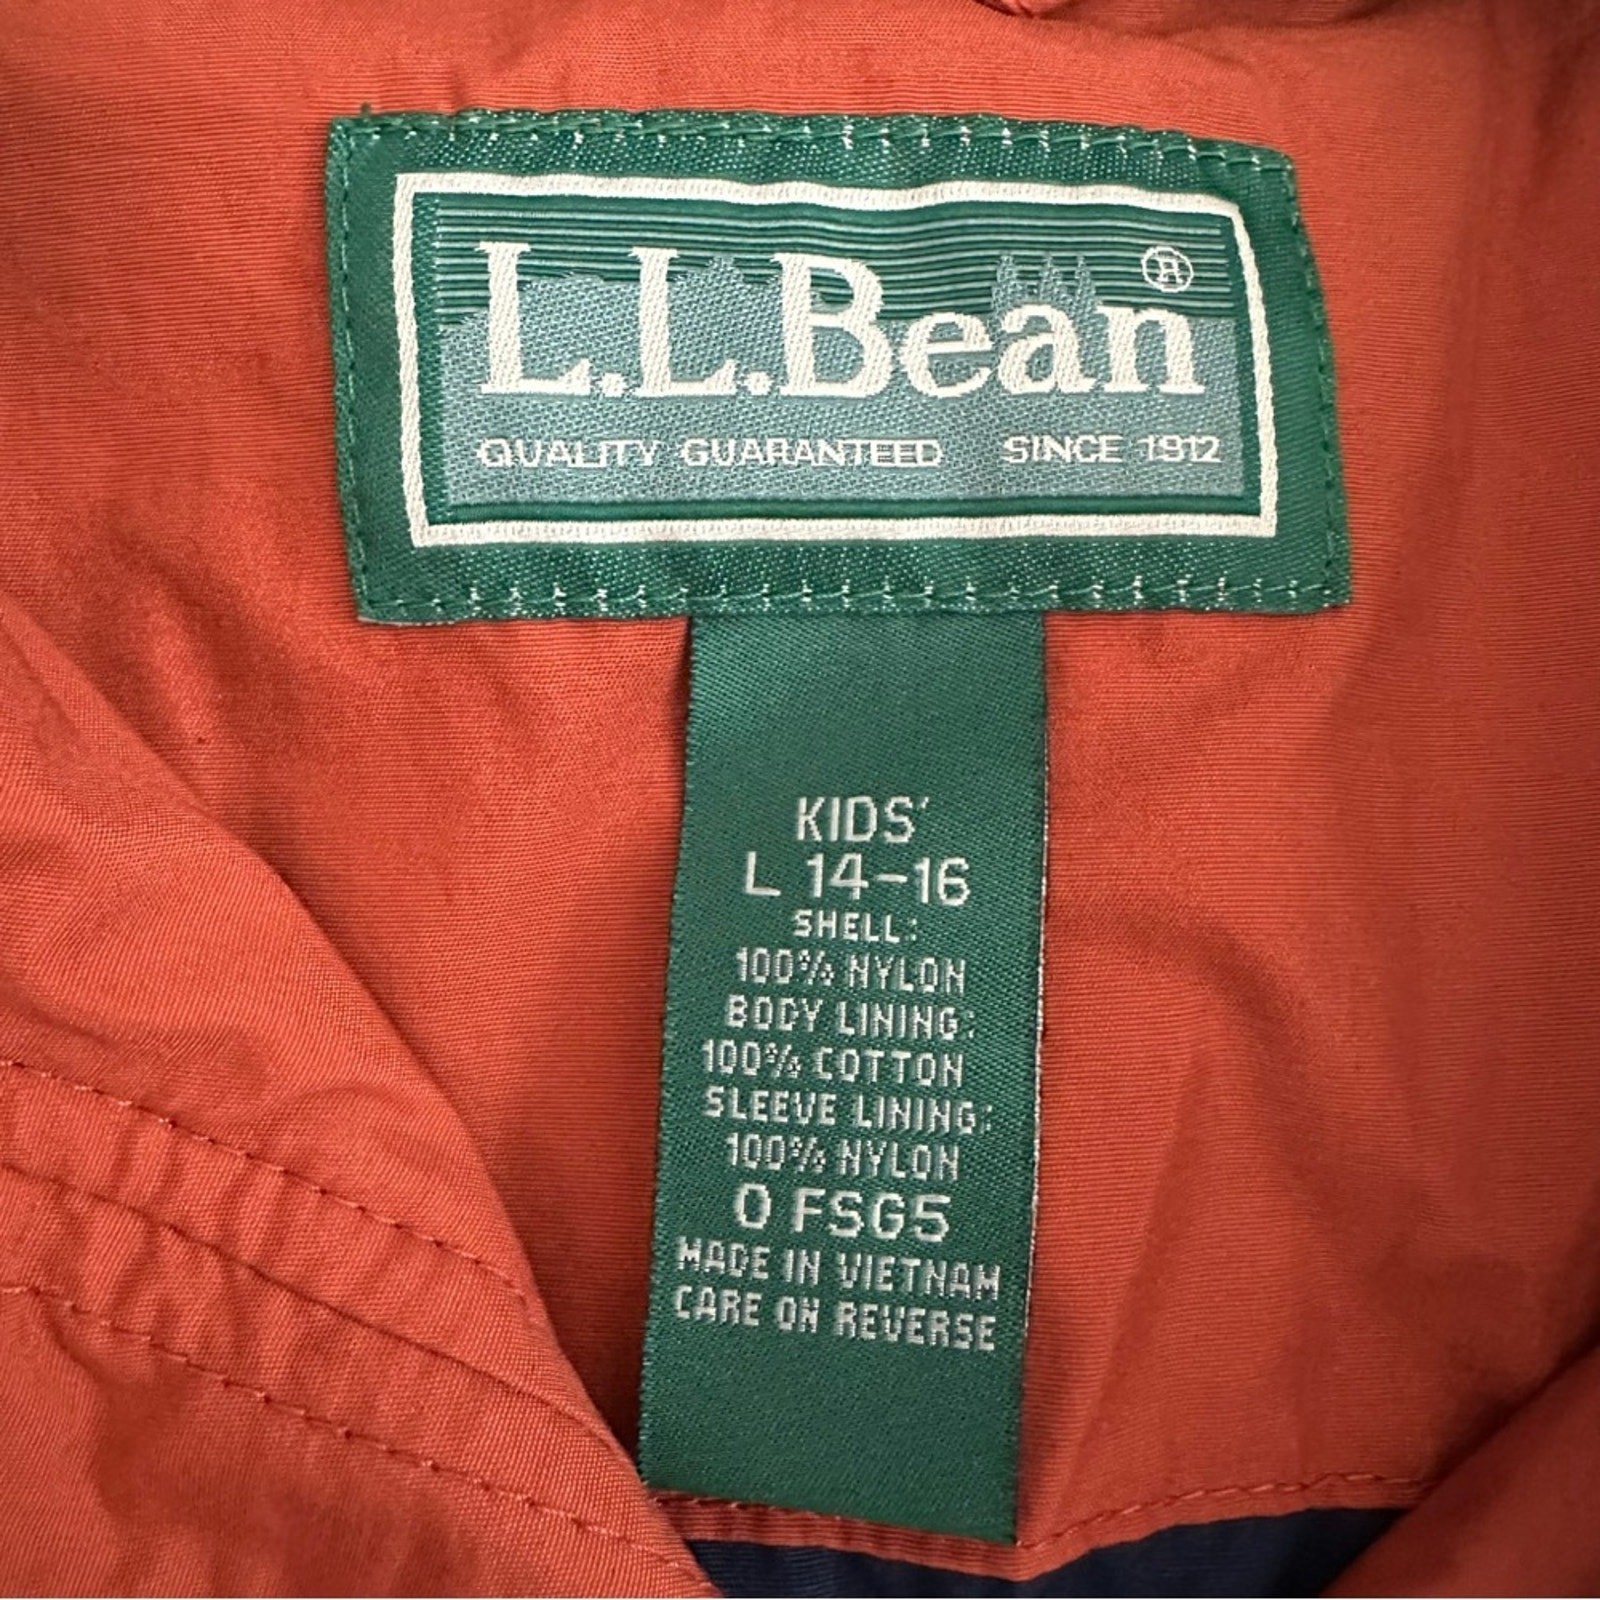 L.L.Bean®
QUALITY GUARANTEED SINCE 1912
KIDS'
L 14-16
SHELL:
100% NYLON
BODY LINING:
100% COTTON
SLEEVE LINING:
100% NYLON
0 FSG5
MADE IN VIETNAM
CARE ON REVERSE